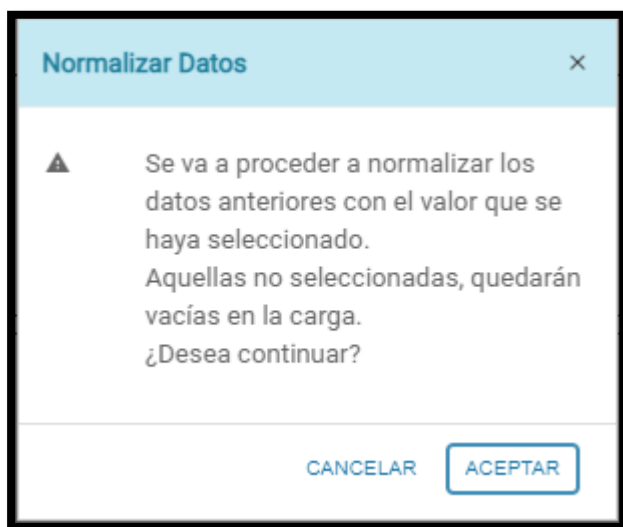 Normalizar Datos
Se va a proceder a normalizar los
datos anteriores con el valor que se
haya seleccionado.
Aquellas no seleccionadas, quedarán
vacías en la carga.
¿Desea continuar?
CANCELAR
ACEPTAR